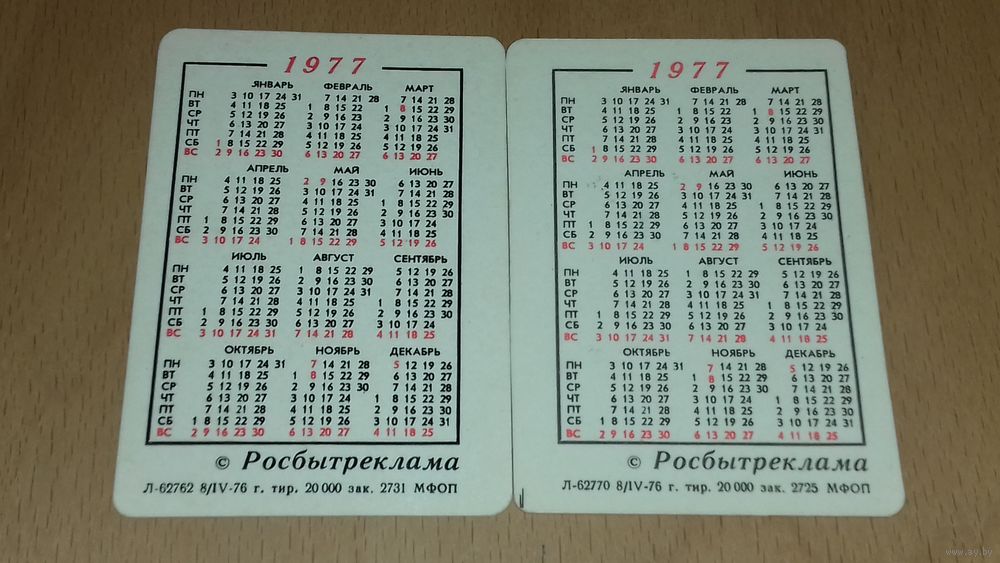 1977
ЯНВАРЬ ФЕВРАЛЬ МАРТ
ПН 3 10 17 24 31 7 14 21 28 7 14 21 28
ВТ 4 11 18 25 1 8 15 22 1 8 15 22 29
СР 5 12 19 26 2 9 16 23 2 9 16 23 30
ЧТ 6 13 20 27 3 10 17 24 3 10 17 24 31
ПТ 7 14 21 28 4 11 18 25 4 11 18 25
СБ 1 8 15 22 29 5 12 19 26 5 12 19 26
ВС 2 9 16 23 30 6 13 20 27 6 13 20 27
АПРЕЛЬ МАЙ ИЮНЬ
ПН 4 11 18 25 2 9 16 23 30 6 13 20 27
ВТ 5 12 19 26 3 10 17 24 31 7 14 21 28
СР 6 13 20 27 4 11 18 25 1 8 15 22 29
ЧТ 7 14 21 28 5 12 19 26 2 9 16 23 30
ПТ 1 8 15 22 29 6 13 20 27 3 10 17 24
СБ 2 9 16 23 30 7 14 21 28 4 11 18 25
ВС 3 10 17 24 1 8 15 22 29 5 12 19 26
ИЮЛЬ АВГУСТ СЕНТЯБРЬ
ПН 4 11 18 25 1 8 15 22 29 5 12 19 26
ВТ 5 12 19 26 2 9 16 23 30 6 13 20 27
СР 6 13 20 27 3 10 17 24 31 7 14 21 28
ЧТ 7 14 21 28 4 11 18 25 1 8 15 22 29
ПТ 1 8 15 22 29 5 12 19 26 2 9 16 23 30
СБ 2 9 16 23 30 6 13 20 27 3 10 17 24
ВС 3 10 17 24 31 7 14 21 28 4 11 18 25
ОКТЯБРЬ НОЯБРЬ ДЕКАБРЬ
ПН 3 10 17 24 31 7 14 21 28 5 12 19 26
ВТ 4 11 18 25 1 8 15 22 29 6 13 20 27
СР 5 12 19 26 2 9 16 23 30 7 14 21 28
ЧТ 6 13 20 27 3 10 17 24 1 8 15 22 29
ПТ 7 14 21 28 4 11 18 25 2 9 16 23 30
СБ 1 8 15 22 29 5 12 19 26 3 10 17 24 31
ВС 2 9 16 23 30 6 13 20 27 4 11 18 25
© Росбытреклама
Л-62762 8/IV-76 г. тир. 20 000 зак. 2731 МФОП
1977
ЯНВАРЬ ФЕВРАЛЬ МАРТ
ПН 3 10 17 24 31 7 14 21 28 7 14 21 28
ВТ 4 11 18 25 1 8 15 22 1 8 15 22 29
СР 5 12 19 26 2 9 16 23 2 9 16 23 30
ЧТ 6 13 20 27 3 10 17 24 3 10 17 24 31
ПТ 7 14 21 28 4 11 18 25 4 11 18 25
СБ 1 8 15 22 29 5 12 19 26 5 12 19 26
ВС 2 9 16 23 30 6 13 20 27 6 13 20 27
АПРЕЛЬ МАЙ ИЮНЬ
ПН 4 11 18 25 2 9 16 23 30 6 13 20 27
ВТ 5 12 19 26 3 10 17 24 31 7 14 21 28
СР 6 13 20 27 4 11 18 25 1 8 15 22 29
ЧТ 7 14 21 28 5 12 19 26 2 9 16 23 30
ПТ 1 8 15 22 29 6 13 20 27 3 10 17 24
СБ 2 9 16 23 30 7 14 21 28 4 11 18 25
ВС 3 10 17 24 1 8 15 22 29 5 12 19 26
ИЮЛЬ АВГУСТ СЕНТЯБРЬ
ПН 4 11 18 25 1 8 15 22 29 5 12 19 26
ВТ 5 12 19 26 2 9 16 23 30 6 13 20 27
СР 6 13 20 27 3 10 17 24 31 7 14 21 28
ЧТ 7 14 21 28 4 11 18 25 1 8 15 22 29
ПТ 1 8 15 22 29 5 12 19 26 2 9 16 23 30
СБ 2 9 16 23 30 6 13 20 27 3 10 17 24
ВС 3 10 17 24 31 7 14 21 28 4 11 18 25
ОКТЯБРЬ НОЯБРЬ ДЕКАБРЬ
ПН 3 10 17 24 31 7 14 21 28 5 12 19 26
ВТ 4 11 18 25 1 8 15 22 29 6 13 20 27
СР 5 12 19 26 2 9 16 23 30 7 14 21 28
ЧТ 6 13 20 27 3 10 17 24 1 8 15 22 29
ПТ 7 14 21 28 4 11 18 25 2 9 16 23 30
СБ 1 8 15 22 29 5 12 19 26 3 10 17 24 31
ВС 2 9 16 23 30 6 13 20 27 4 11 18 25
© Росбытреклама
Л-62770 8/IV-76 г. тир. 20 000 зак. 2725 МФОП
www.ay.by